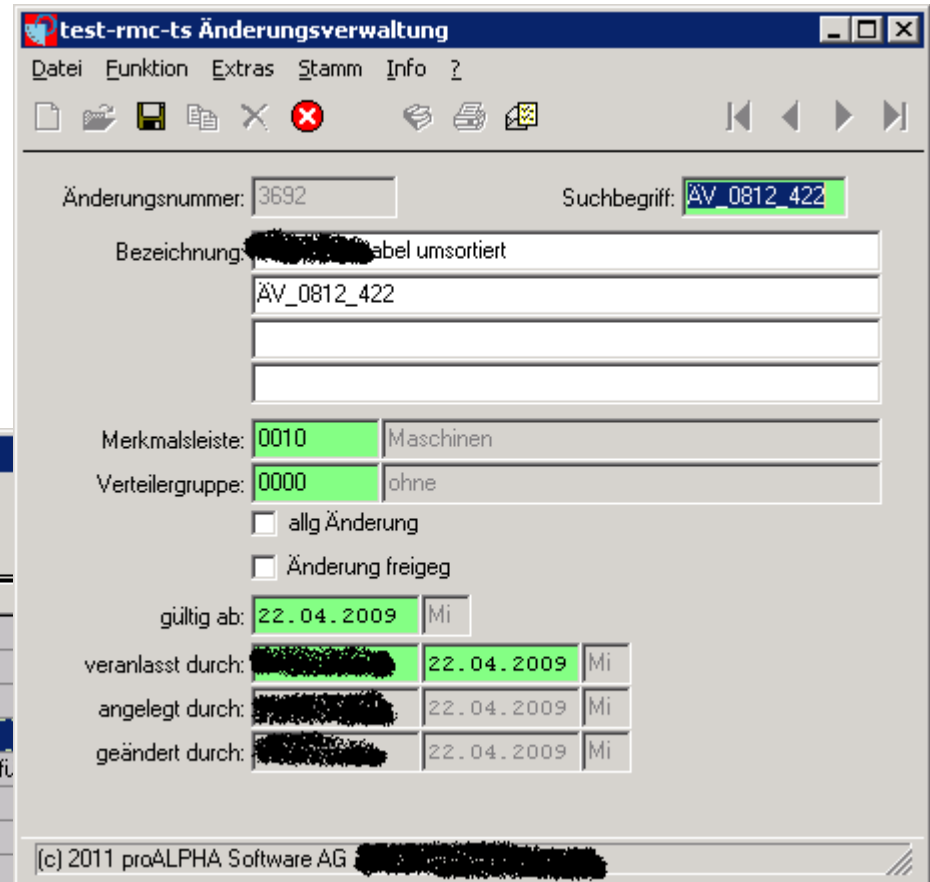 test-rmc-ts Änderungsverwaltung
Datei Funktion Extras Stamm Info ?
Änderungsnummer: 3692 Suchbegriff: ÄV_0812_422
Bezeichnung: umsortiert
ÄV_0812_422
Merkmalsleiste: 0010 Maschinen
Verteilergruppe: 0000 ohne
allg Änderung
Änderung freigeg
gültig ab: 22.04.2009 Mi
veranlasst durch: 22.04.2009 Mi
angelegt durch: 22.04.2009 Mi
geändert durch: 22.04.2009 Mi
(c) 2011 proALPHA Software AG